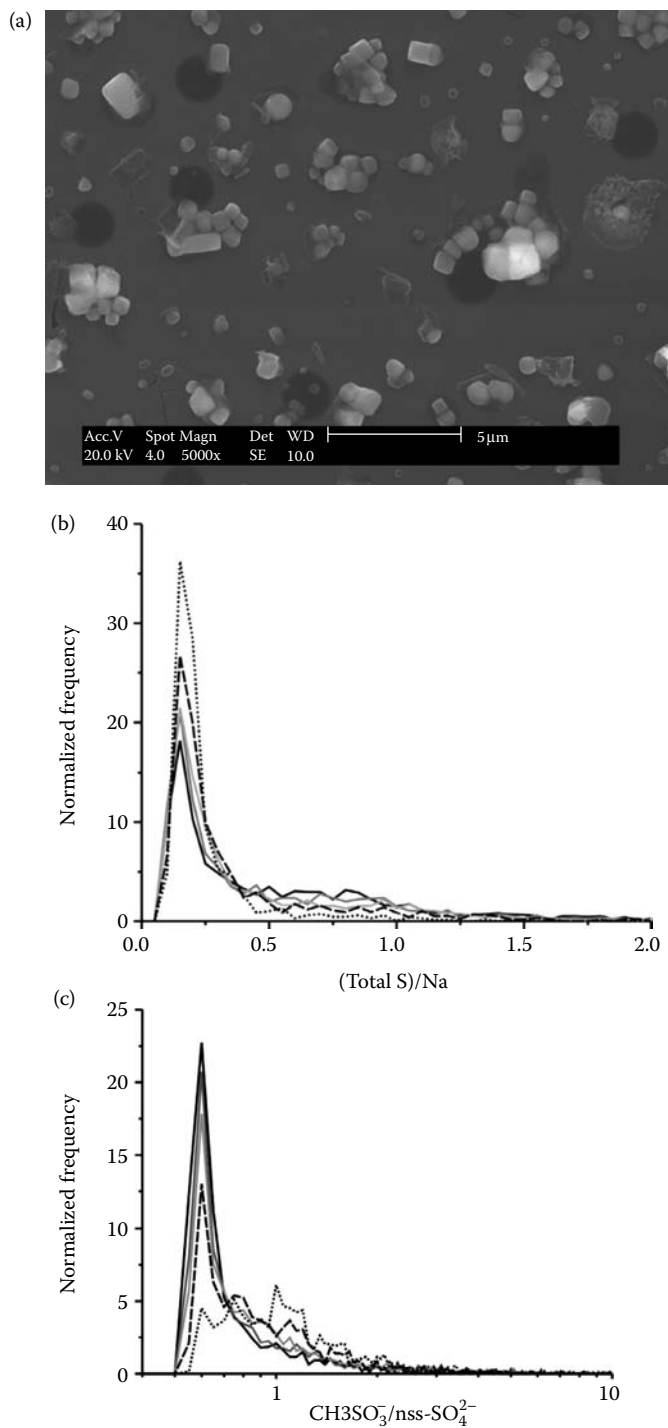 (a)
Acc.V Spot Magn Det WD
20.0 kV 4.0 5000x SE 10.0
5 μm
(b)
40
30
20
10
0
Normalized frequency
0.0 0.5 1.0 1.5 2.0
(Total S)/Na
(c)
25
20
15
10
5
0
Normalized frequency
1 10
CH3SO₃⁻/nss-SO₄²⁻